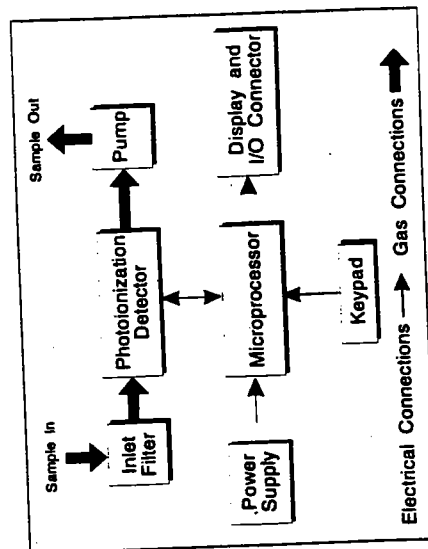 Sample In
Sample Out
Inlet
Filter
Photoionization
Detector
Pump
Power
Supply
Microprocessor
Display and
I/O Connector
Keypad
Electrical Connections
Gas Connections